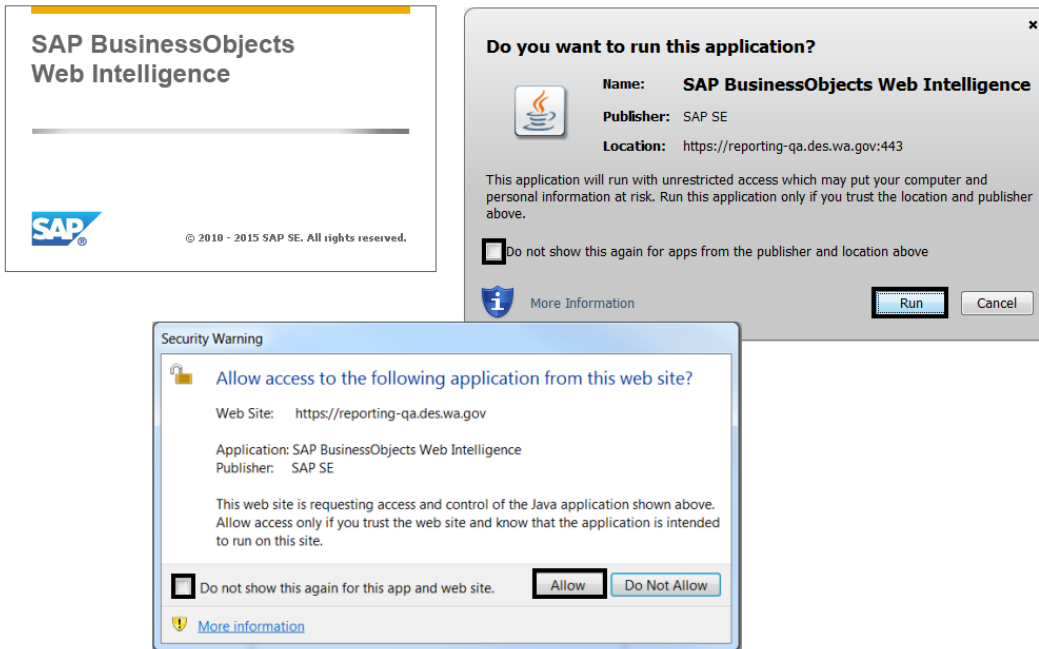 SAP BusinessObjects
Web Intelligence
SAP®
© 2010 - 2015 SAP SE. All rights reserved.
Do you want to run this application?
Name: SAP BusinessObjects Web Intelligence
Publisher: SAP SE
Location: https://reporting-qa.des.wa.gov:443
This application will run with unrestricted access which may put your computer and
personal information at risk. Run this application only if you trust the location and publisher
above.
Do not show this again for apps from the publisher and location above
More Information
Run
Cancel
Security Warning
Allow access to the following application from this web site?
Web Site: https://reporting-qa.des.wa.gov
Application: SAP BusinessObjects Web Intelligence
Publisher: SAP SE
This web site is requesting access and control of the Java application shown above.
Allow access only if you trust the web site and know that the application is intended
to run on this site.
Do not show this again for this app and web site.
Allow
Do Not Allow
More information